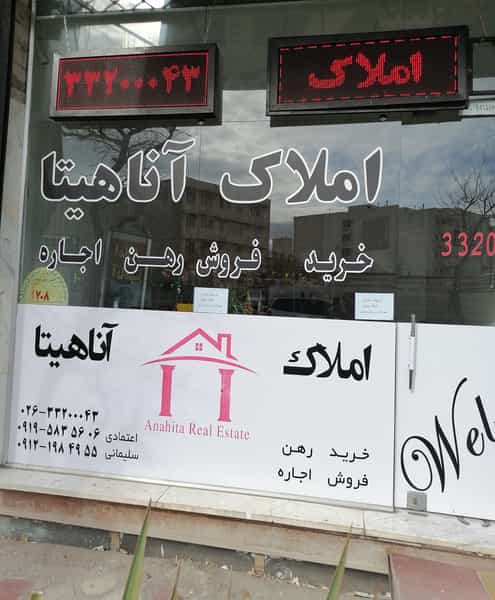 ۳۳۲۰۰۰۴۳
املاک
املاک آناهیتا
خرید فروش رهن اجاره
3320
۷۰۸
املاک آناهیتا
Anahita Real Estate
۰۲۶-۳۳۲۰۰۰۴۳
۰۹۱۹-۵۸۳ ۵۶ ۰۶ اعتمادی
۰۹۱۲-۱۹۸ ۴۹ ۵۵ سلیمانی
خرید رهن
فروش اجاره
Wel